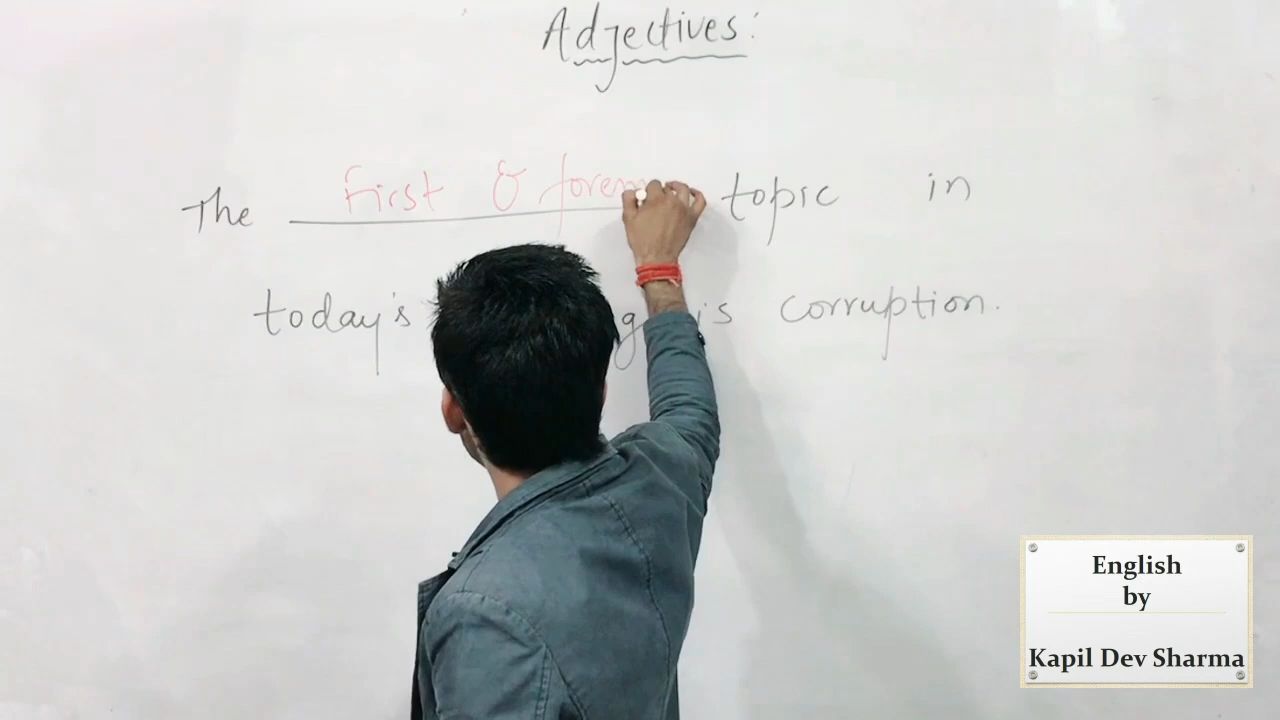 Adjectives:
The First & forem topic in
today's g is corruption.
English
by
Kapil Dev Sharma